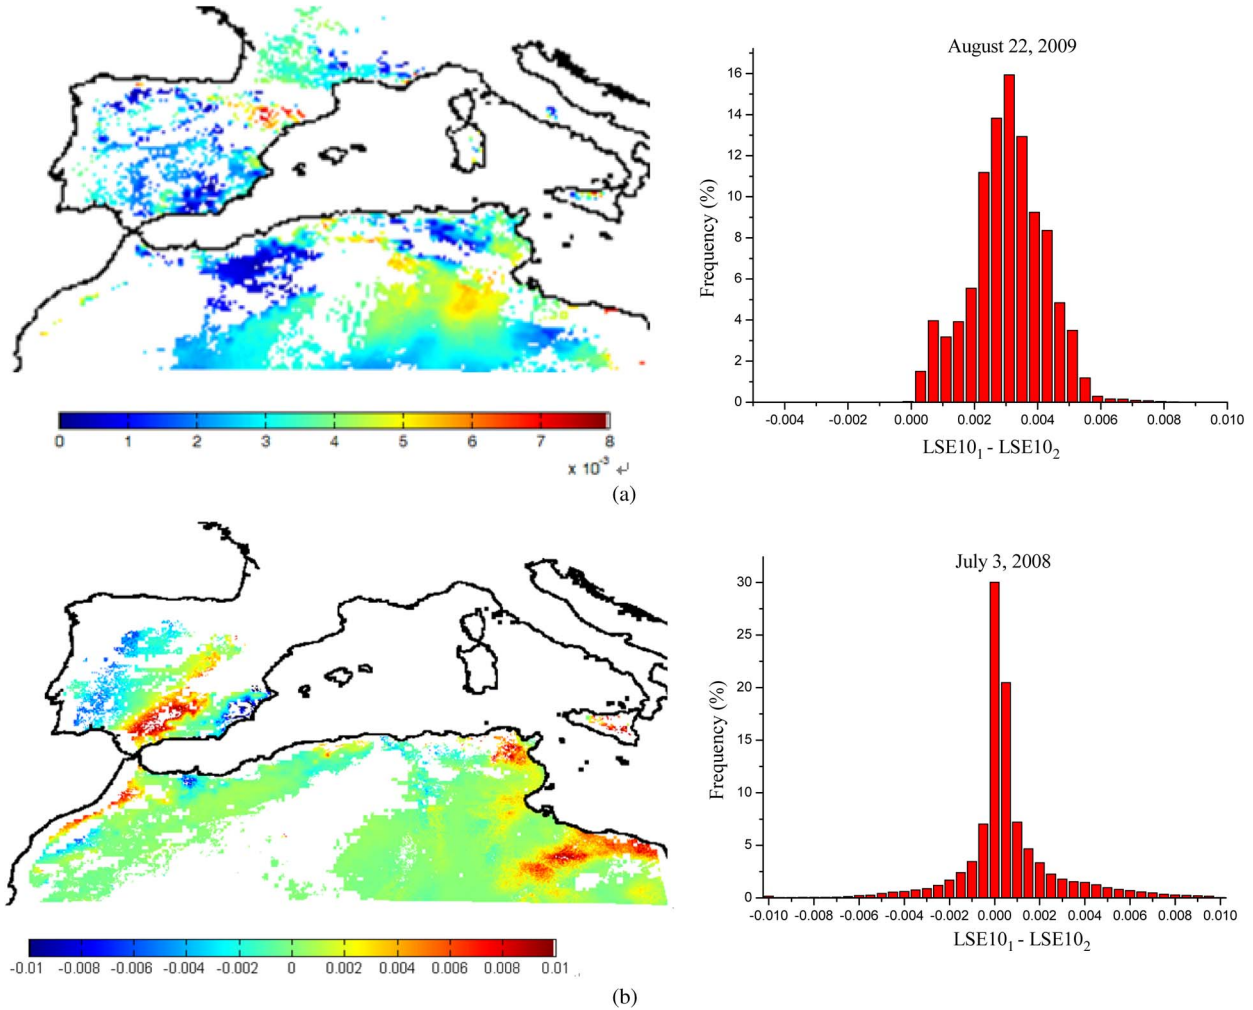 August 22, 2009
16
14
12
10
8
6
4
2
0
Frequency (%)
-0.004 -0.002 0.000 0.002 0.004 0.006 0.008 0.010
LSE10₁ - LSE10₂
0 1 2 3 4 5 6 7 8
x 10⁻³ ↵
(a)
July 3, 2008
30
25
20
15
10
5
0
Frequency (%)
-0.010 -0.008 -0.006 -0.004 -0.002 0.000 0.002 0.004 0.006 0.008 0.010
LSE10₁ - LSE10₂
-0.01 -0.008 -0.006 -0.004 -0.002 0 0.002 0.004 0.006 0.008 0.01
(b)